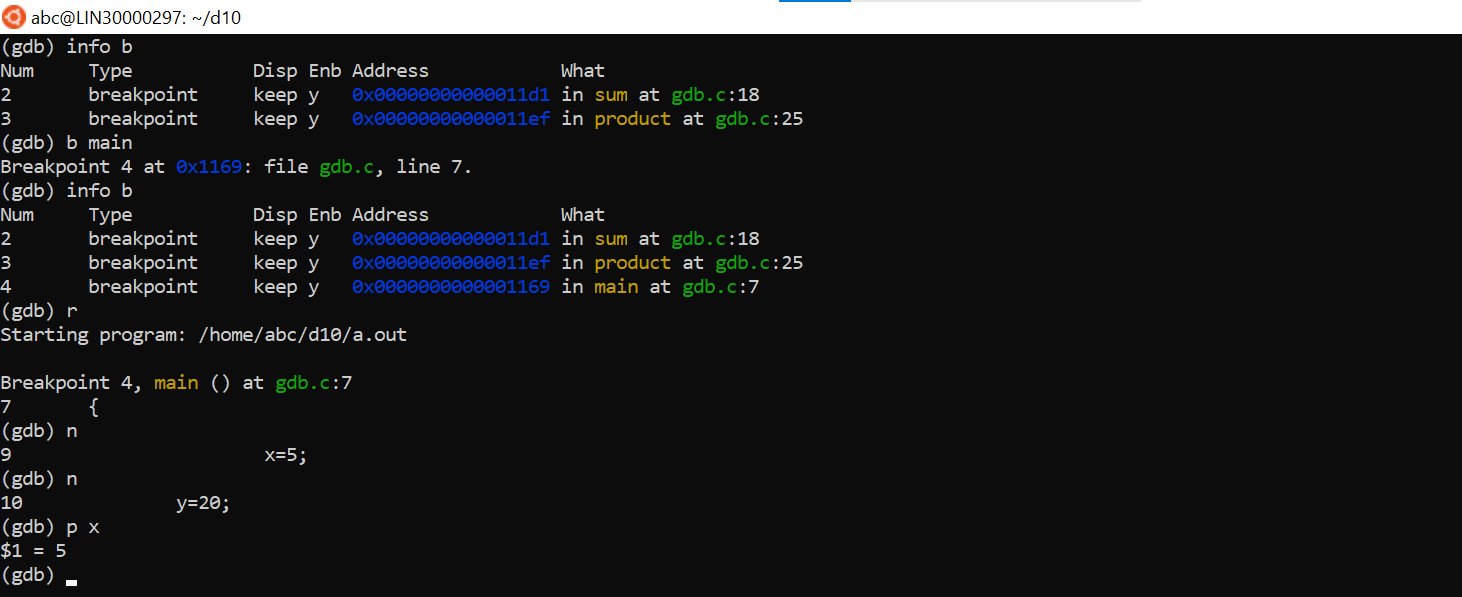 abc@LIN30000297: ~/d10
(gdb) info b
Num     Type           Disp Enb Address            What
2       breakpoint     keep y   0x00000000000011d1 in sum at gdb.c:18
3       breakpoint     keep y   0x00000000000011ef in product at gdb.c:25
(gdb) b main
Breakpoint 4 at 0x1169: file gdb.c, line 7.
(gdb) info b
Num     Type           Disp Enb Address            What
2       breakpoint     keep y   0x00000000000011d1 in sum at gdb.c:18
3       breakpoint     keep y   0x00000000000011ef in product at gdb.c:25
4       breakpoint     keep y   0x0000000000001169 in main at gdb.c:7
(gdb) r
Starting program: /home/abc/d10/a.out
Breakpoint 4, main () at gdb.c:7
7       {
(gdb) n
9                       x=5;
(gdb) n
10              y=20;
(gdb) p x
$1 = 5
(gdb)